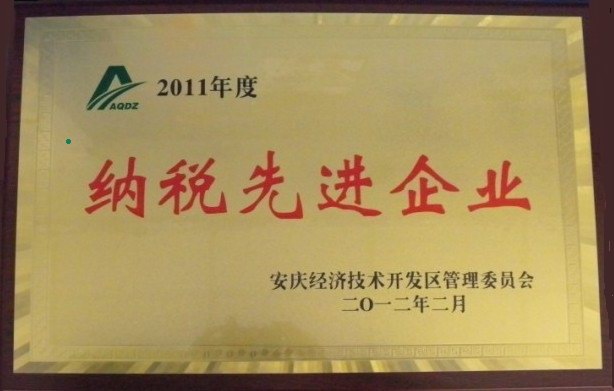 AQDZ
2011年度
纳税先进企业
安庆经济技术开发区管理委员会
二O一二年二月